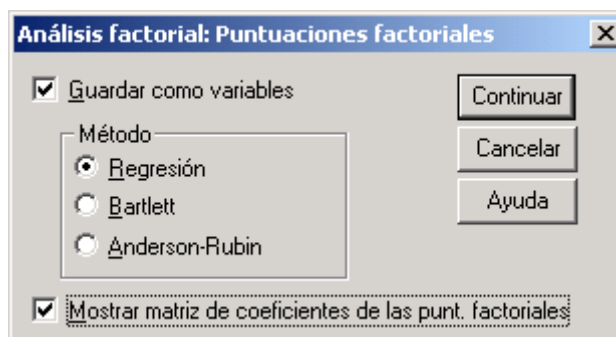 Análisis factorial: Puntuaciones factoriales
Guardar como variables
Método
Regresión
Bartlett
Anderson-Rubin
Continuar
Cancelar
Ayuda
Mostrar matriz de coeficientes de las punt. factoriales